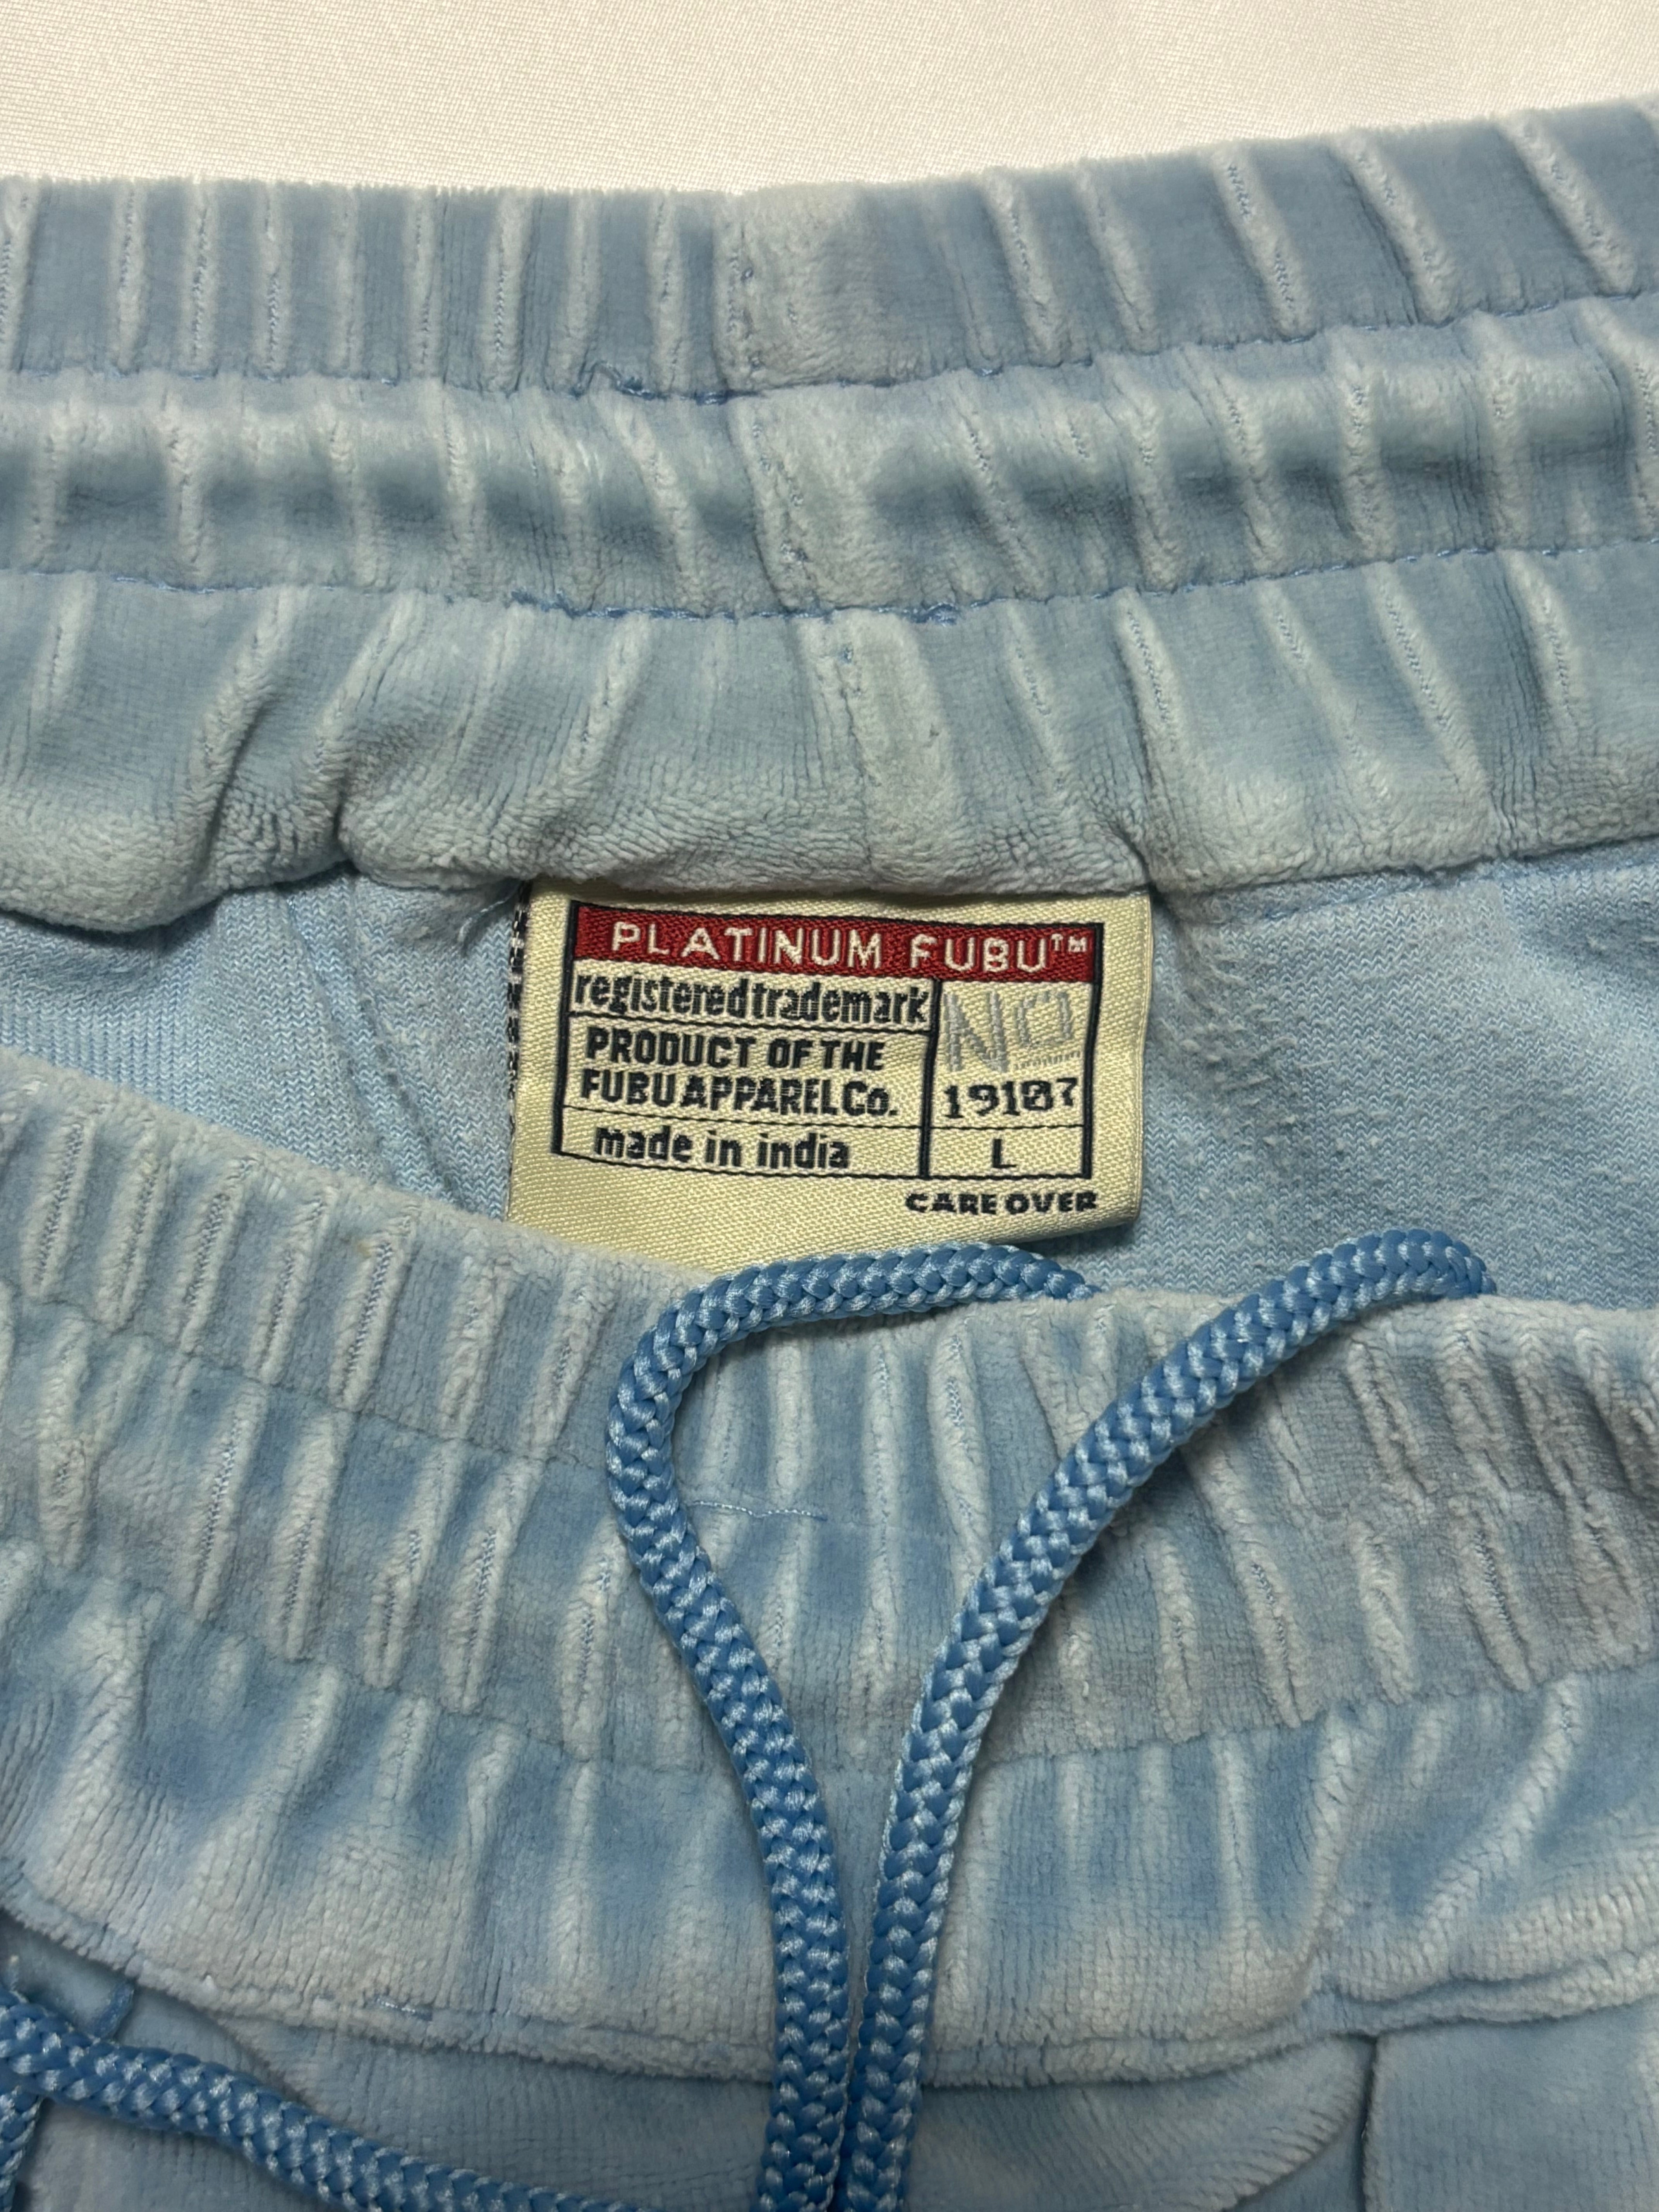 PLATINUM FUBU™
registered trademark
NO
PRODUCT OF THE
FUBU APPAREL Co.
19107
made in india
L
CARE OVER